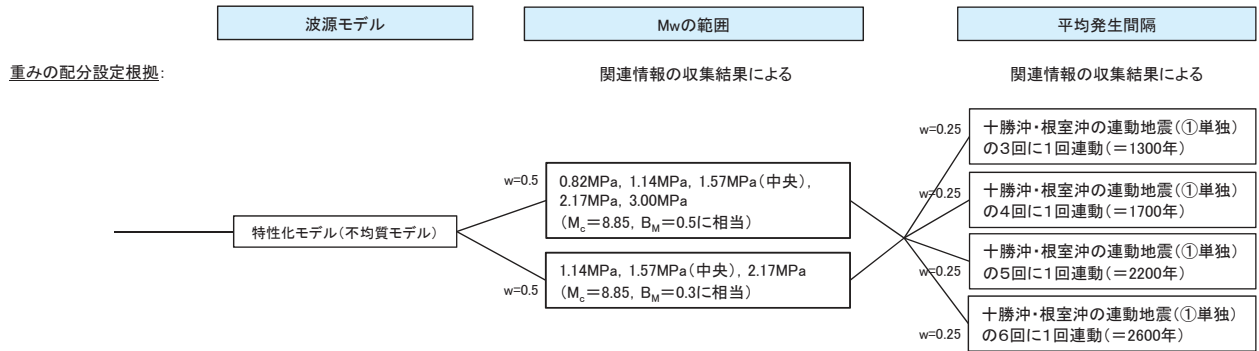 波源モデル
Mwの範囲
平均発生間隔
重みの配分設定根拠:
関連情報の収集結果による
関連情報の収集結果による
特性化モデル(不均質モデル)
w=0.5
0.82MPa, 1.14MPa, 1.57MPa(中央),
2.17MPa, 3.00MPa
(Mc=8.85, BM=0.5に相当)
w=0.5
1.14MPa, 1.57MPa(中央), 2.17MPa
(Mc=8.85, BM=0.3に相当)
w=0.25
十勝沖・根室沖の連動地震(①単独)
の3回に1回連動(=1300年)
w=0.25
十勝沖・根室沖の連動地震(①単独)
の4回に1回連動(=1700年)
w=0.25
十勝沖・根室沖の連動地震(①単独)
の5回に1回連動(=2200年)
w=0.25
十勝沖・根室沖の連動地震(①単独)
の6回に1回連動(=2600年)